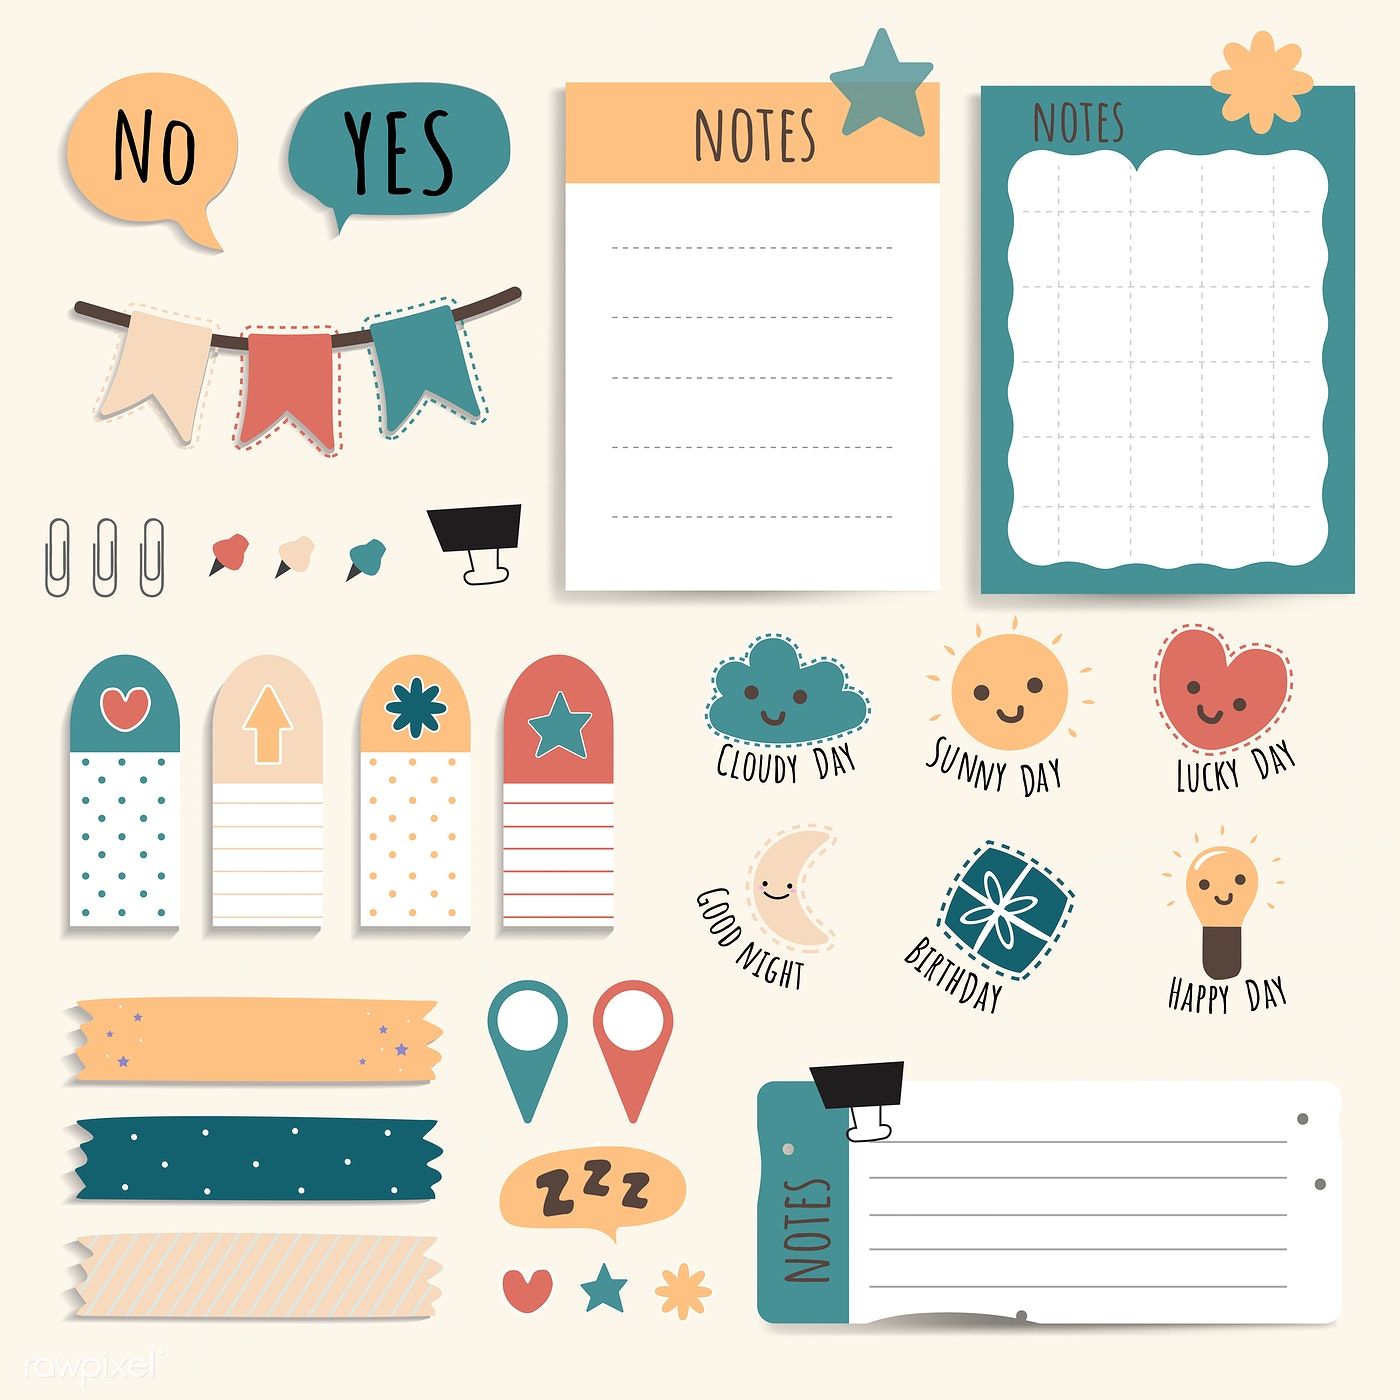 No
YES
NOTES
NOTES
CLOUDY DAY
SUNNY DAY
LUCKY DAY
GOOD NIGHT
BIRTHDAY
HAPPY DAY
ZZZ
NOTES
rawpixel